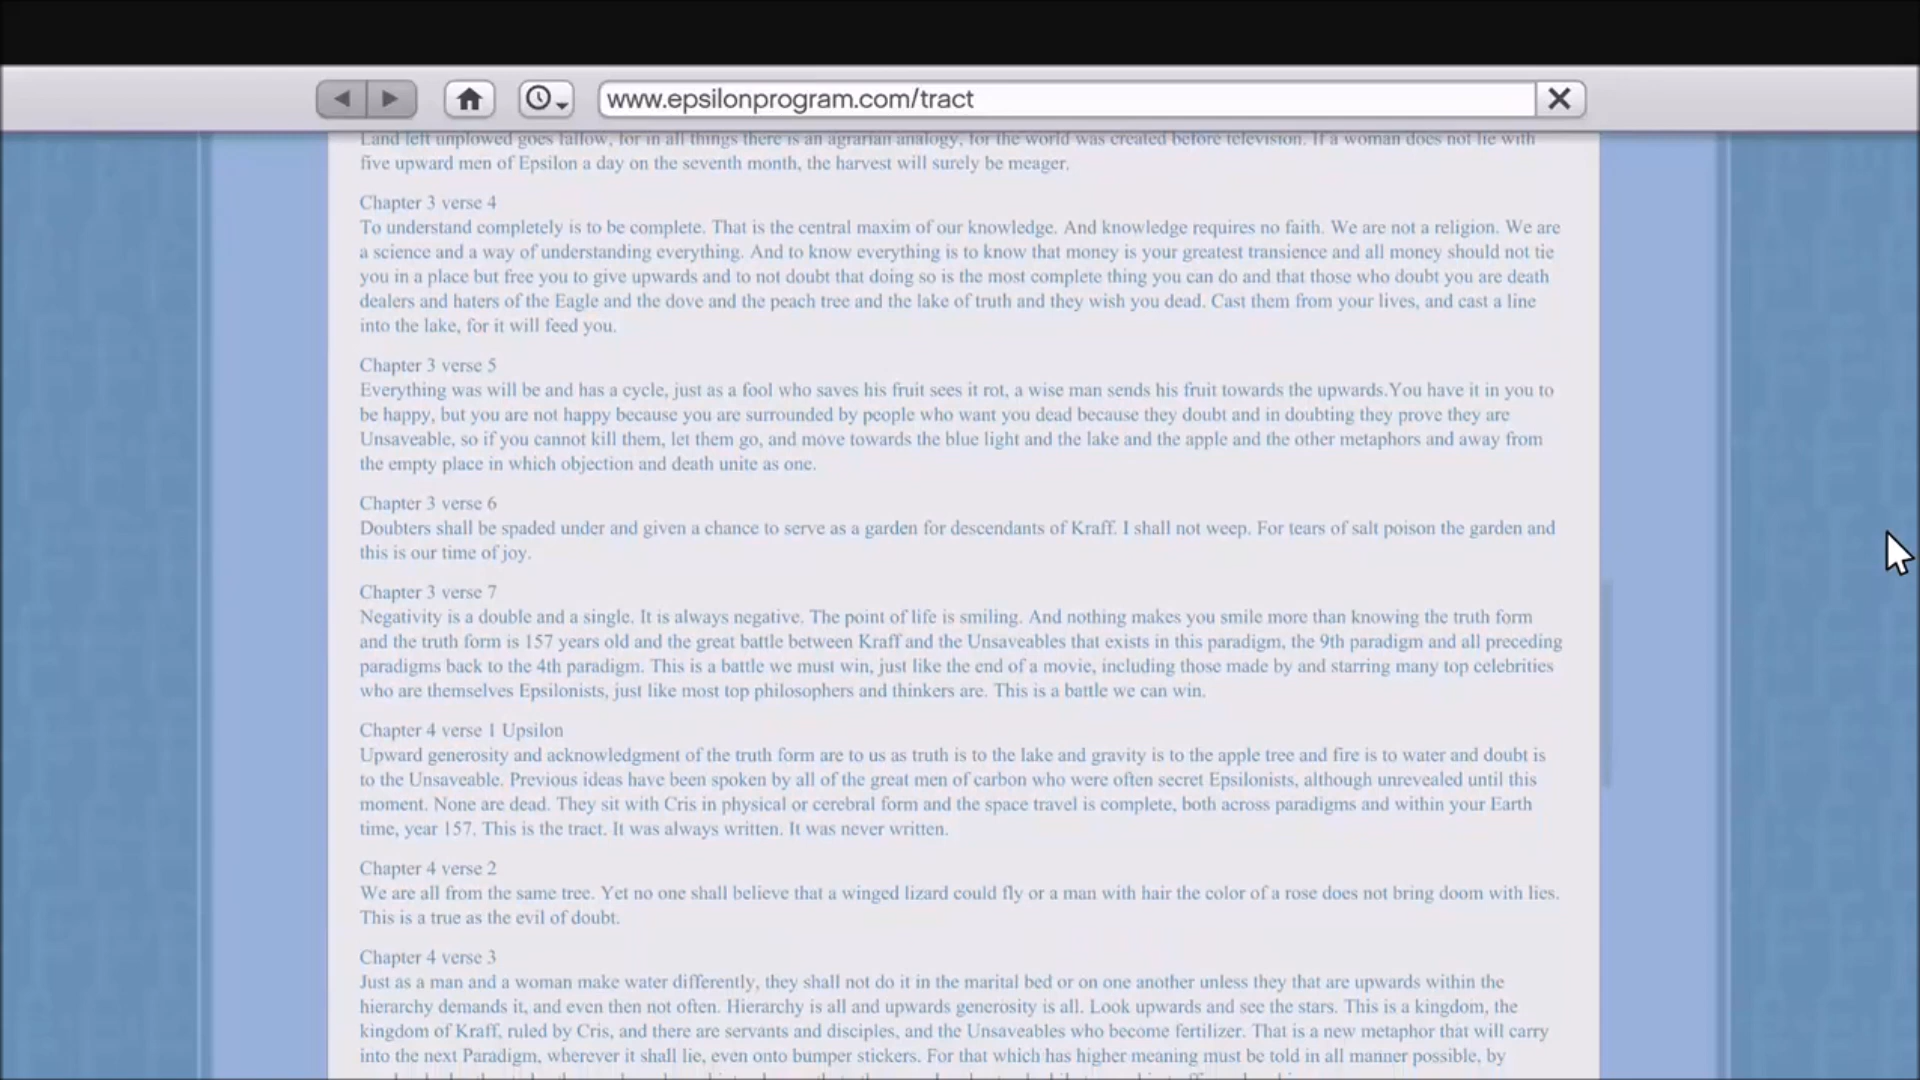 www.epsilonprogram.com/tract
Land left unplowed goes fallow, for in all things there is an agrarian analogy, for the world was created before television. If a woman does not lie with
five upward men of Epsilon a day on the seventh month, the harvest will surely be meager.
Chapter 3 verse 4
To understand completely is to be complete. That is the central maxim of our knowledge. And knowledge requires no faith. We are not a religion. We are
a science and a way of understanding everything. And to know everything is to know that money is your greatest transience and all money should not tie
you in a place but free you to give upwards and to not doubt that doing so is the most complete thing you can do and that those who doubt you are death
dealers and haters of the Eagle and the dove and the peach tree and the lake of truth and they wish you dead. Cast them from your lives, and cast a line
into the lake, for it will feed you.
Chapter 3 verse 5
Everything was will be and has a cycle, just as a fool who saves his fruit sees it rot, a wise man sends his fruit towards the upwards.You have it in you to
be happy, but you are not happy because you are surrounded by people who want you dead because they doubt and in doubting they prove they are
Unsaveable, so if you cannot kill them, let them go, and move towards the blue light and the lake and the apple and the other metaphors and away from
the empty place in which objection and death unite as one.
Chapter 3 verse 6
Doubters shall be spaded under and given a chance to serve as a garden for descendants of Kraff. I shall not weep. For tears of salt poison the garden and
this is our time of joy.
Chapter 3 verse 7
Negativity is a double and a single. It is always negative. The point of life is smiling. And nothing makes you smile more than knowing the truth form
and the truth form is 157 years old and the great battle between Kraff and the Unsaveables that exists in this paradigm, the 9th paradigm and all preceding
paradigms back to the 4th paradigm. This is a battle we must win, just like the end of a movie, including those made by and starring many top celebrities
who are themselves Epsilonists, just like most top philosophers and thinkers are. This is a battle we can win.
Chapter 4 verse 1 Upsilon
Upward generosity and acknowledgment of the truth form are to us as truth is to the lake and gravity is to the apple tree and fire is to water and doubt is
to the Unsaveable. Previous ideas have been spoken by all of the great men of carbon who were often secret Epsilonists, although unrevealed until this
moment. None are dead. They sit with Cris in physical or cerebral form and the space travel is complete, both across paradigms and within your Earth
time, year 157. This is the tract. It was always written. It was never written.
Chapter 4 verse 2
We are all from the same tree. Yet no one shall believe that a winged lizard could fly or a man with hair the color of a rose does not bring doom with lies.
This is a true as the evil of doubt.
Chapter 4 verse 3
Just as a man and a woman make water differently, they shall not do it in the marital bed or on one another unless they that are upwards within the
hierarchy demands it, and even then not often. Hierarchy is all and upwards generosity is all. Look upwards and see the stars. This is a kingdom, the
kingdom of Kraff, ruled by Cris, and there are servants and disciples, and the Unsaveables who become fertilizer. That is a new metaphor that will carry
into the next Paradigm, wherever it shall lie, even onto bumper stickers. For that which has higher meaning must be told in all manner possible, by